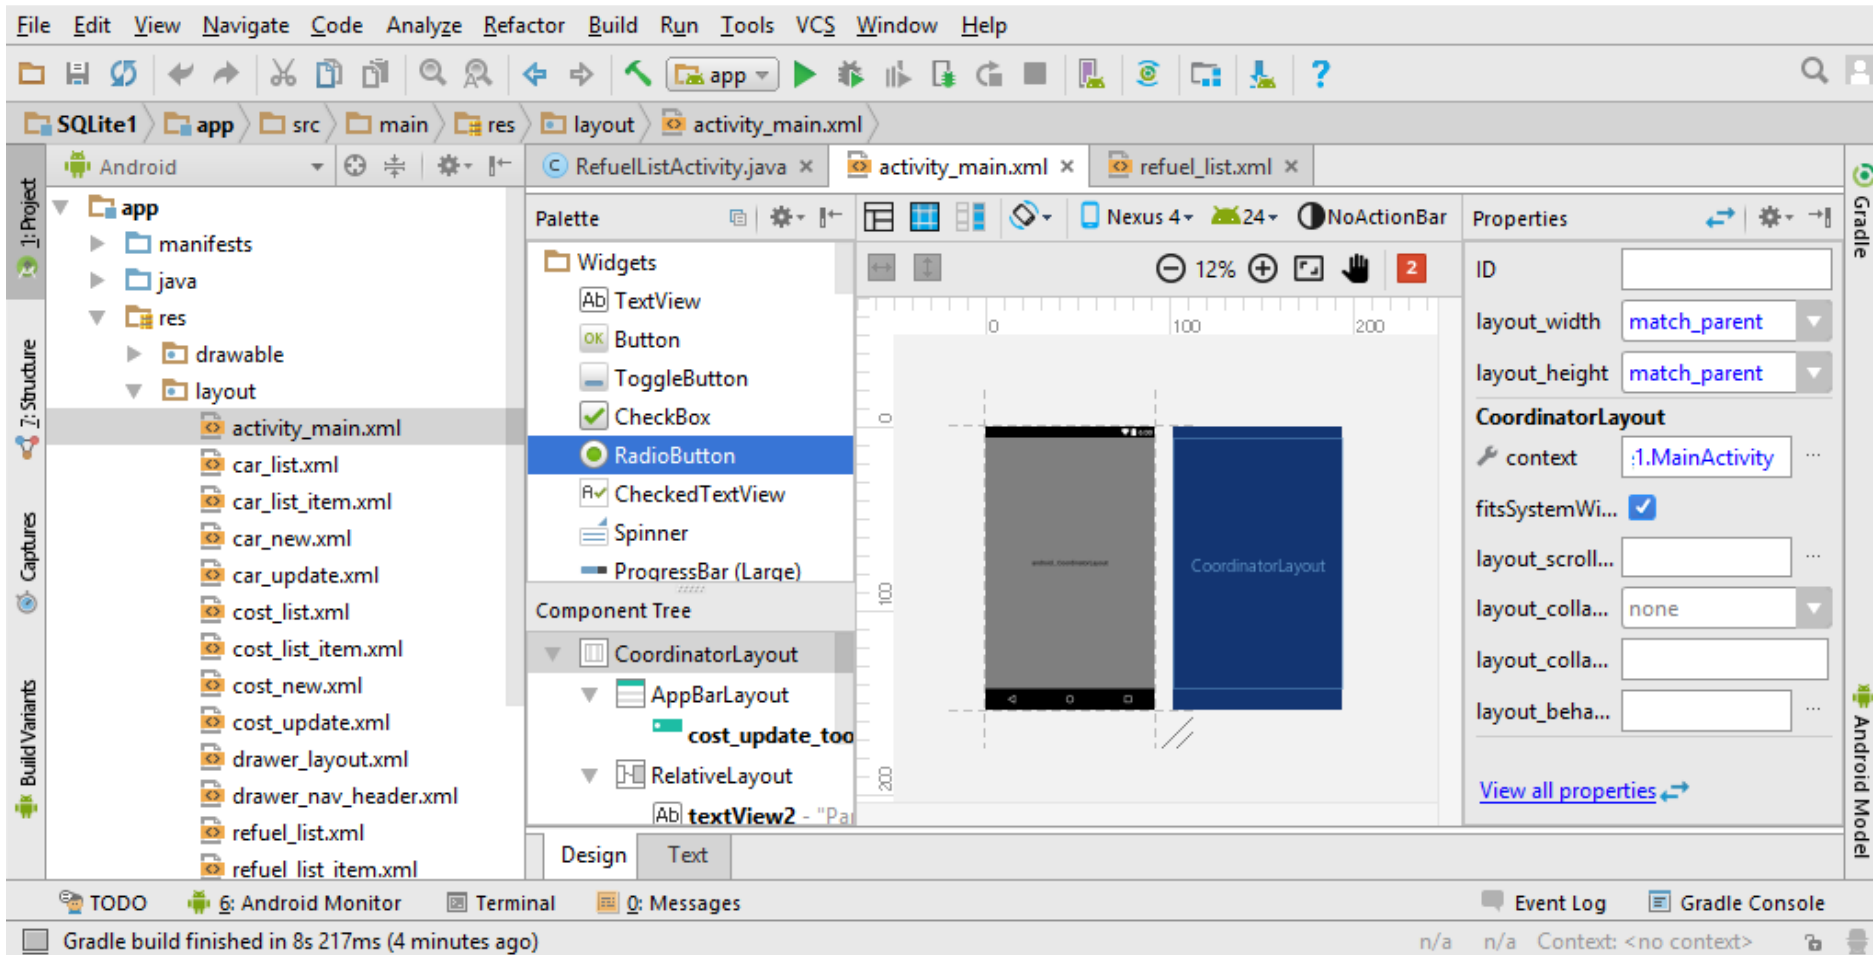 File Edit View Navigate Code Analyze Refactor Build Run Tools VCS Window Help
app
SQLite1 app src main res layout activity_main.xml
Android
RefuelListActivity.java activity_main.xml refuel_list.xml
1: Project
7: Structure
Captures
Build Variants
app
manifests
java
res
drawable
layout
activity_main.xml
car_list.xml
car_list_item.xml
car_new.xml
car_update.xml
cost_list.xml
cost_list_item.xml
cost_new.xml
cost_update.xml
drawer_layout.xml
drawer_nav_header.xml
refuel_list.xml
refuel_list_item.xml
Palette
Widgets
Ab TextView
OK Button
ToggleButton
CheckBox
RadioButton
CheckedTextView
Spinner
ProgressBar (Large)
Component Tree
CoordinatorLayout
AppBarLayout
cost_update_too
RelativeLayout
Ab textView2 - "Pa
Nexus 4 24 NoActionBar
12% 2
0 100 200
0
100
200
6:00
CoordinatorLayout
Design Text
Properties
ID
layout_width match_parent
layout_height match_parent
CoordinatorLayout
context :1.MainActivity ...
fitsSystemWi...
layout_scroll... ...
layout_colla... none
layout_colla...
layout_beha... ...
View all properties
Gradle
Android Model
TODO 6: Android Monitor Terminal 0: Messages Event Log Gradle Console
Gradle build finished in 8s 217ms (4 minutes ago) n/a n/a Context: <no context>